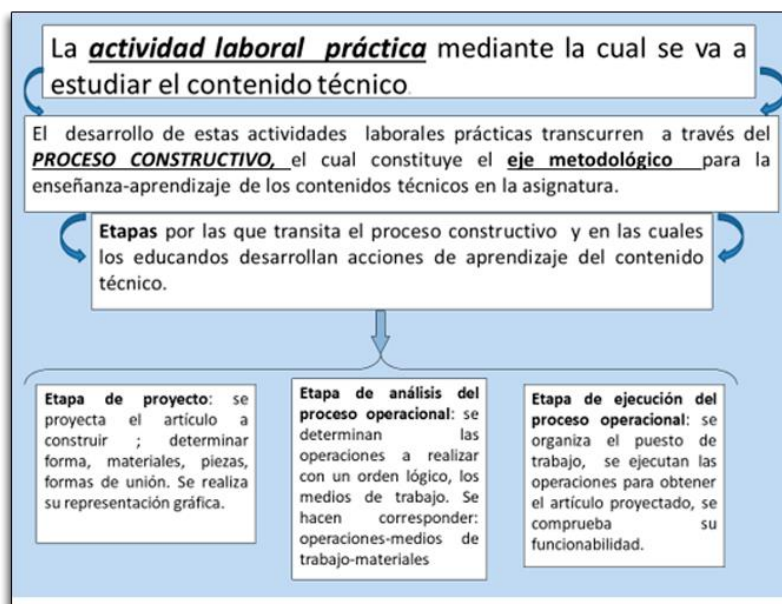 La actividad laboral práctica mediante la cual se va a
estudiar el contenido técnico.
El desarrollo de estas actividades laborales prácticas transcurren a través del
PROCESO CONSTRUCTIVO, el cual constituye el eje metodológico para la
enseñanza-aprendizaje de los contenidos técnicos en la asignatura.
Etapas por las que transita el proceso constructivo y en las cuales
los educandos desarrollan acciones de aprendizaje del contenido
técnico.
Etapa de proyecto: se
proyecta el artículo a
construir ; determinar
forma, materiales, piezas,
formas de unión. Se realiza
su representación gráfica.
Etapa de análisis del
proceso operacional: se
determinan las
operaciones a realizar
con un orden lógico, los
medios de trabajo. Se
hacen corresponder:
operaciones-medios de
trabajo-materiales
Etapa de ejecución del
proceso operacional: se
organiza el puesto de
trabajo, se ejecutan las
operaciones para obtener
el artículo proyectado, se
comprueba su
funcionabilidad.